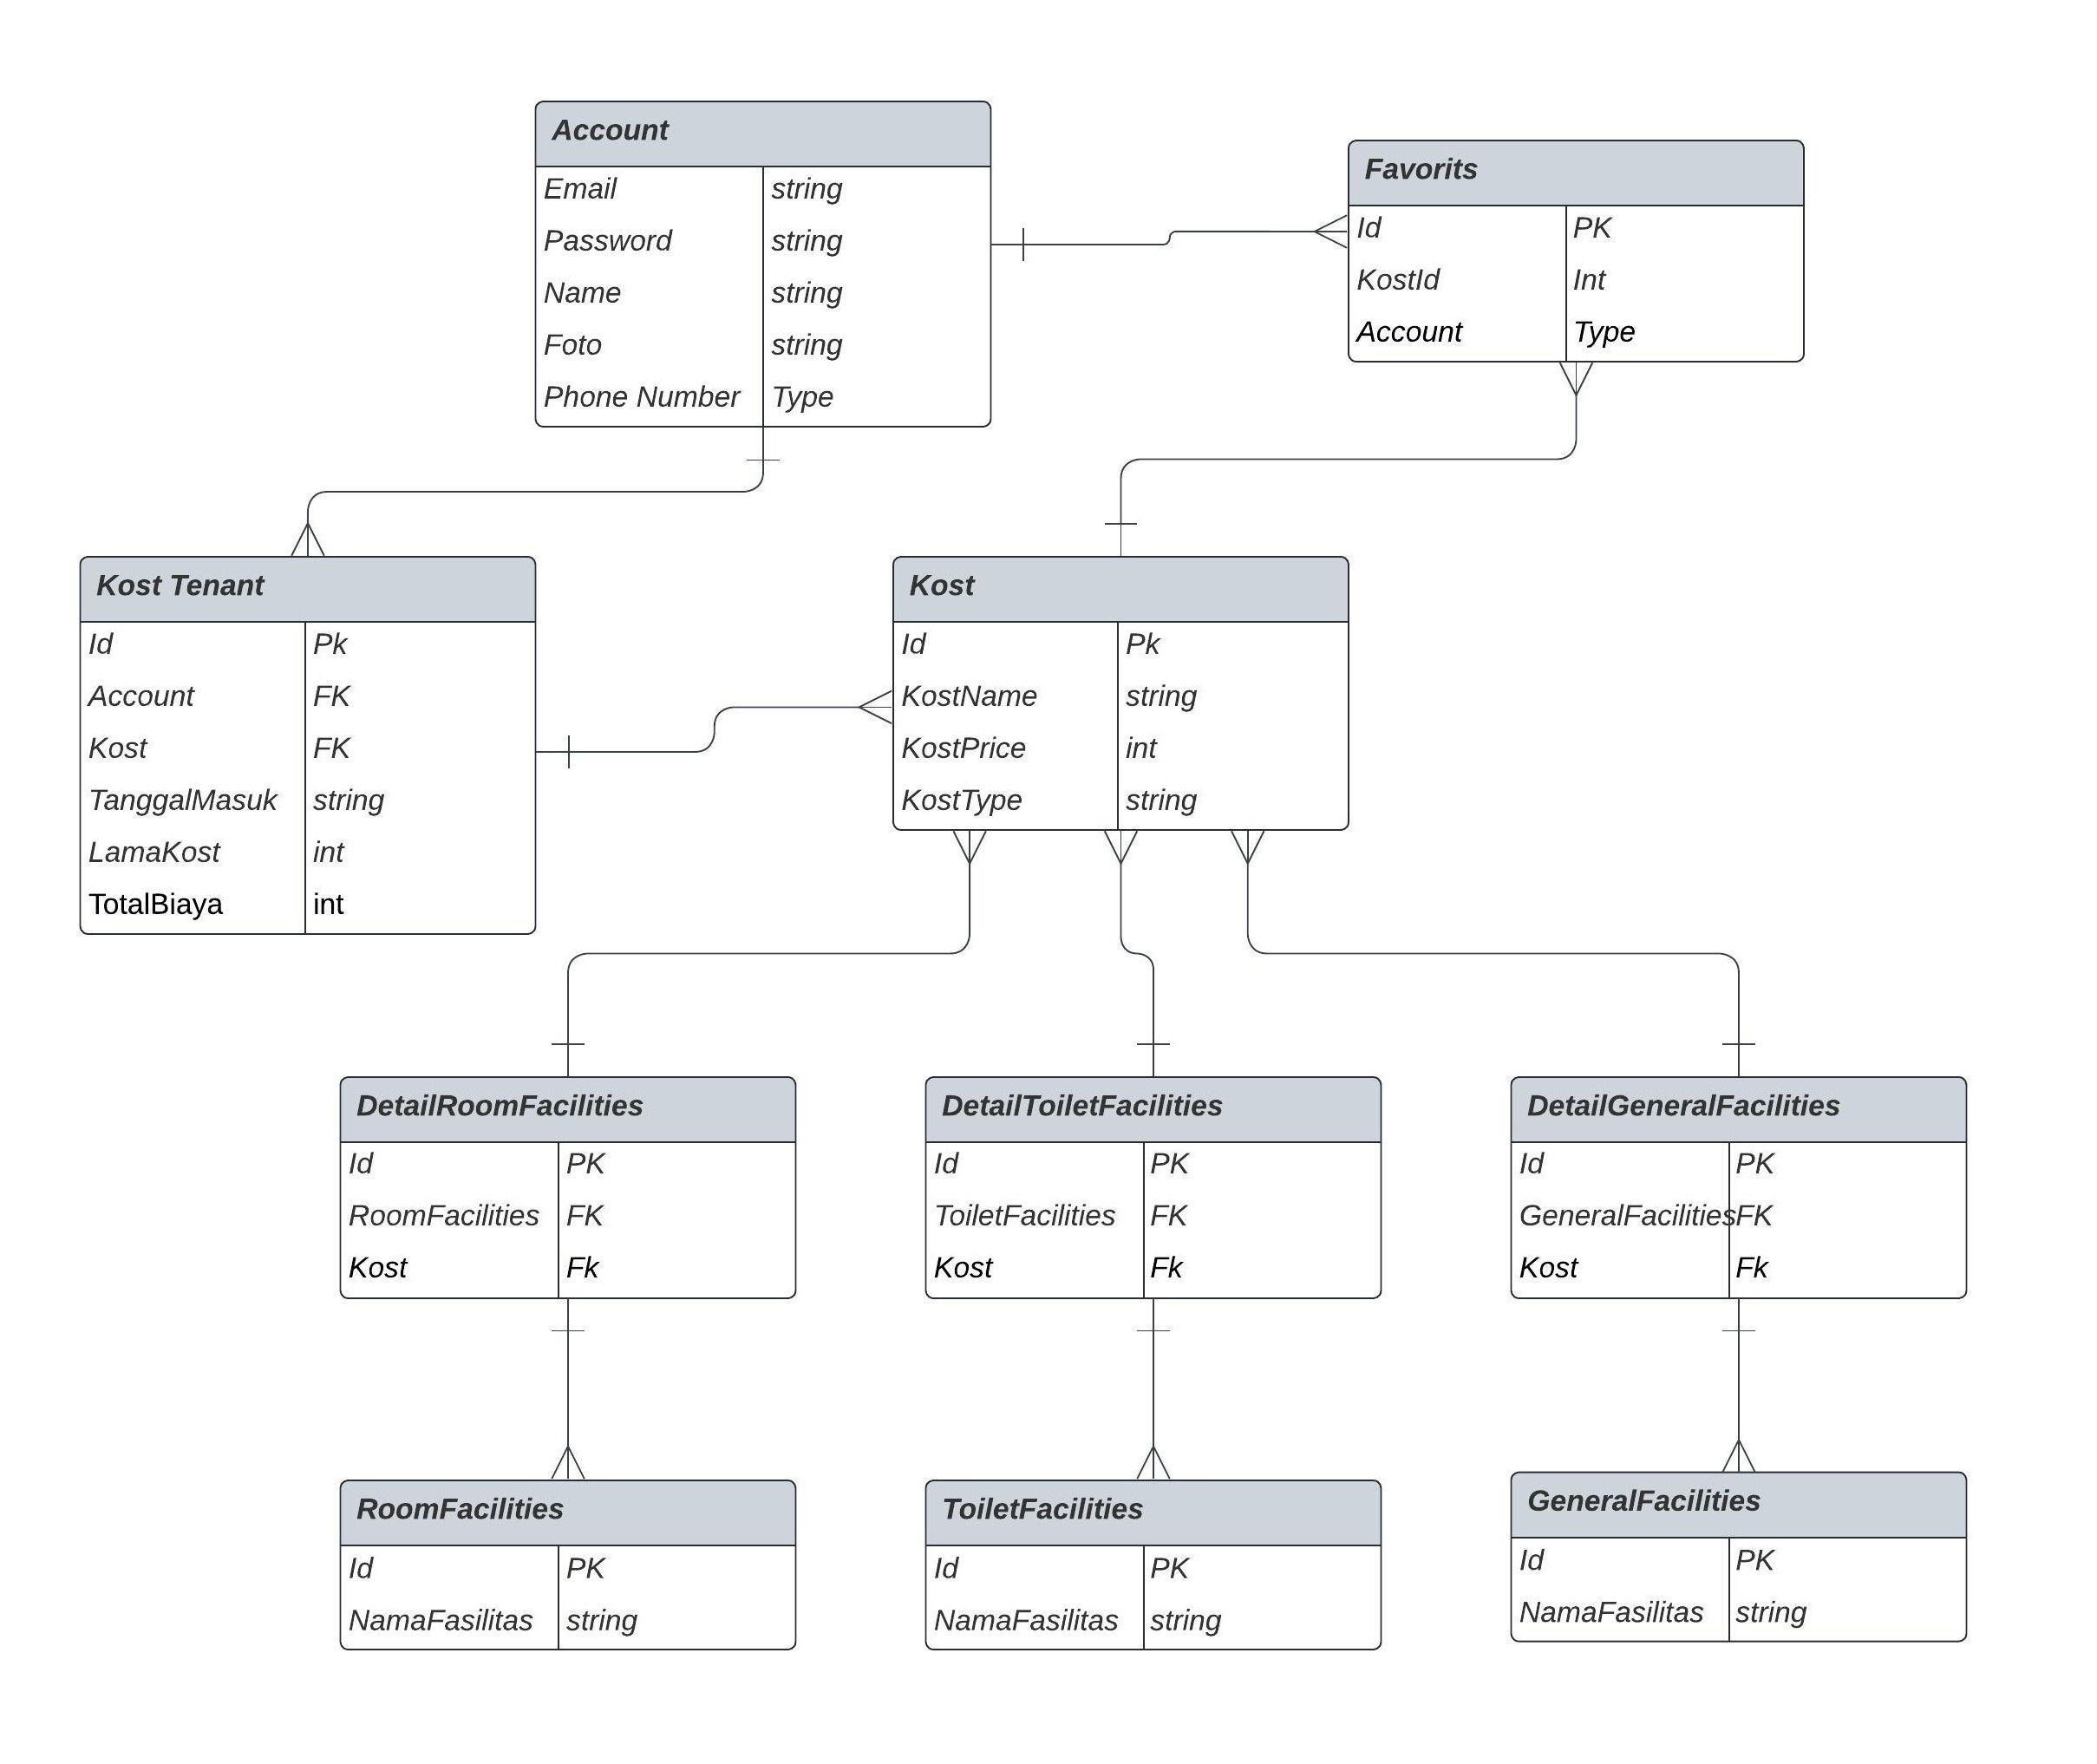 Account
Email string
Password string
Name string
Foto string
Phone Number Type
Favorits
Id PK
KostId Int
Account Type
Kost Tenant
Id Pk
Account FK
Kost FK
TanggalMasuk string
LamaKost int
TotalBiaya int
Kost
Id Pk
KostName string
KostPrice int
KostType string
DetailRoomFacilities
Id PK
RoomFacilities FK
Kost Fk
DetailToiletFacilities
Id PK
ToiletFacilities FK
Kost Fk
DetailGeneralFacilities
Id PK
GeneralFacilities FK
Kost Fk
RoomFacilities
Id PK
NamaFasilitas string
ToiletFacilities
Id PK
NamaFasilitas string
GeneralFacilities
Id PK
NamaFasilitas string